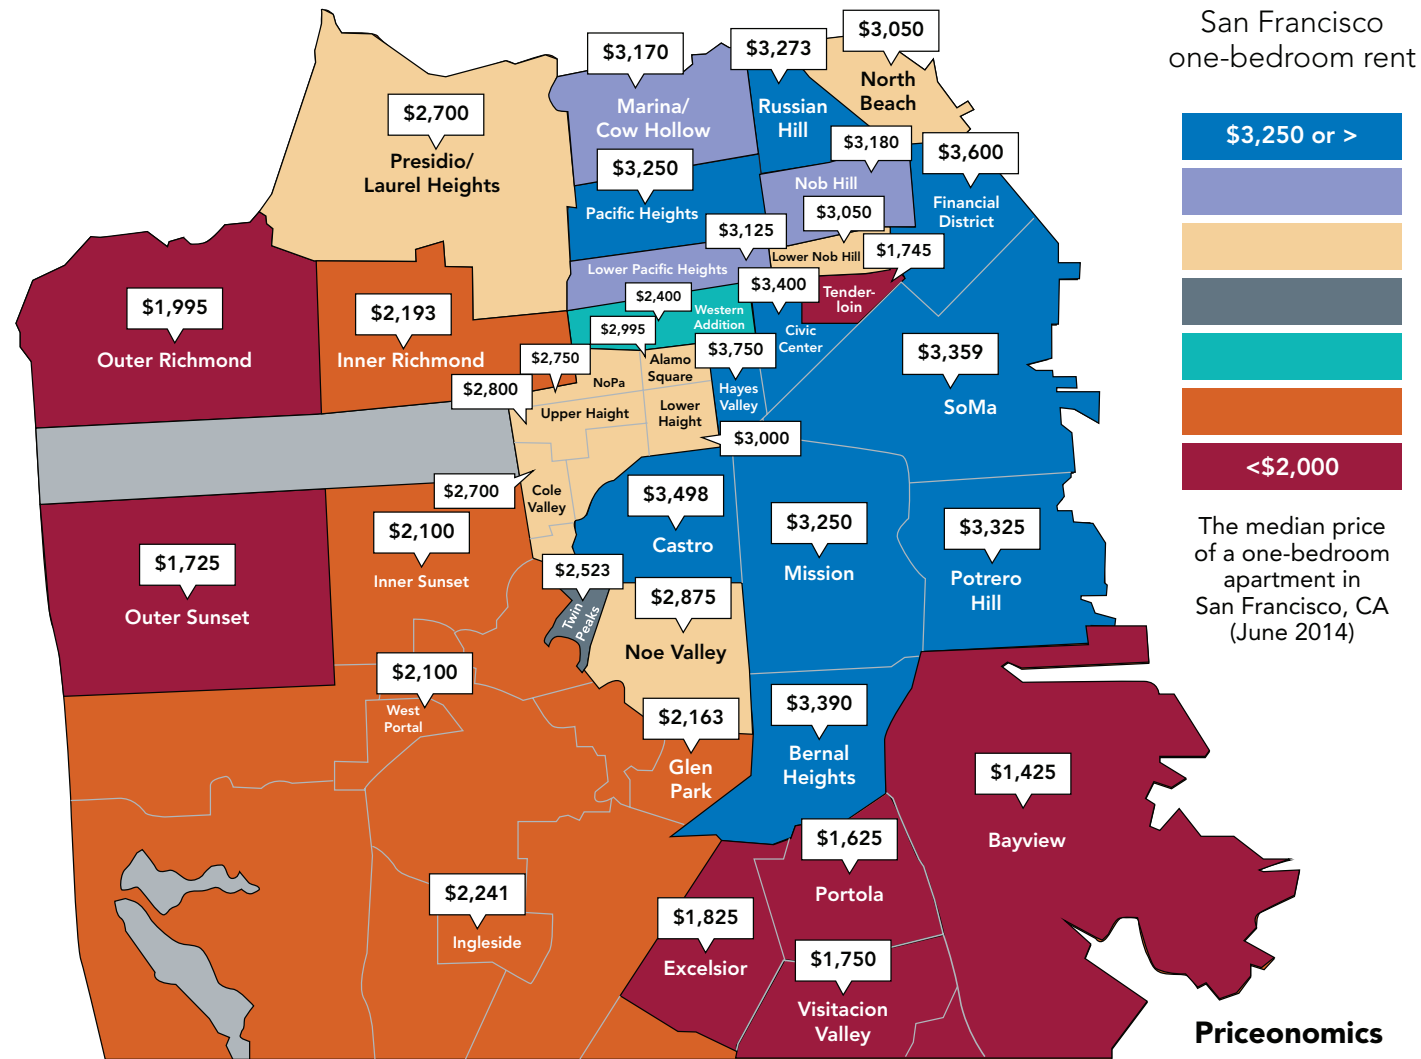 San Francisco
one-bedroom rent
$3,250 or >
<$2,000
The median price
of a one-bedroom
apartment in
San Francisco, CA
(June 2014)
Priceonomics
$2,700
Presidio/
Laurel Heights
$3,170
Marina/
Cow Hollow
$3,273
Russian
Hill
$3,050
North
Beach
$3,250
Pacific Heights
$3,180
Nob Hill
$3,600
Financial
District
$3,125
Lower Pacific Heights
$3,050
Lower Nob Hill
$1,745
Tender-
loin
$1,995
Outer Richmond
$2,193
Inner Richmond
$2,400
Western
Addition
$3,400
Civic
Center
$2,995
Alamo
Square
$2,750
NoPa
$3,750
Hayes
Valley
$3,359
SoMa
$2,800
Upper Haight
Lower
Haight
$3,000
$2,700
Cole
Valley
$3,498
Castro
$3,250
Mission
$3,325
Potrero
Hill
$1,725
Outer Sunset
$2,100
Inner Sunset
$2,523
Twin
Peaks
$2,875
Noe Valley
$2,100
West
Portal
$2,163
Glen
Park
$3,390
Bernal
Heights
$1,425
Bayview
$1,625
Portola
$2,241
Ingleside
$1,825
Excelsior
$1,750
Visitacion
Valley